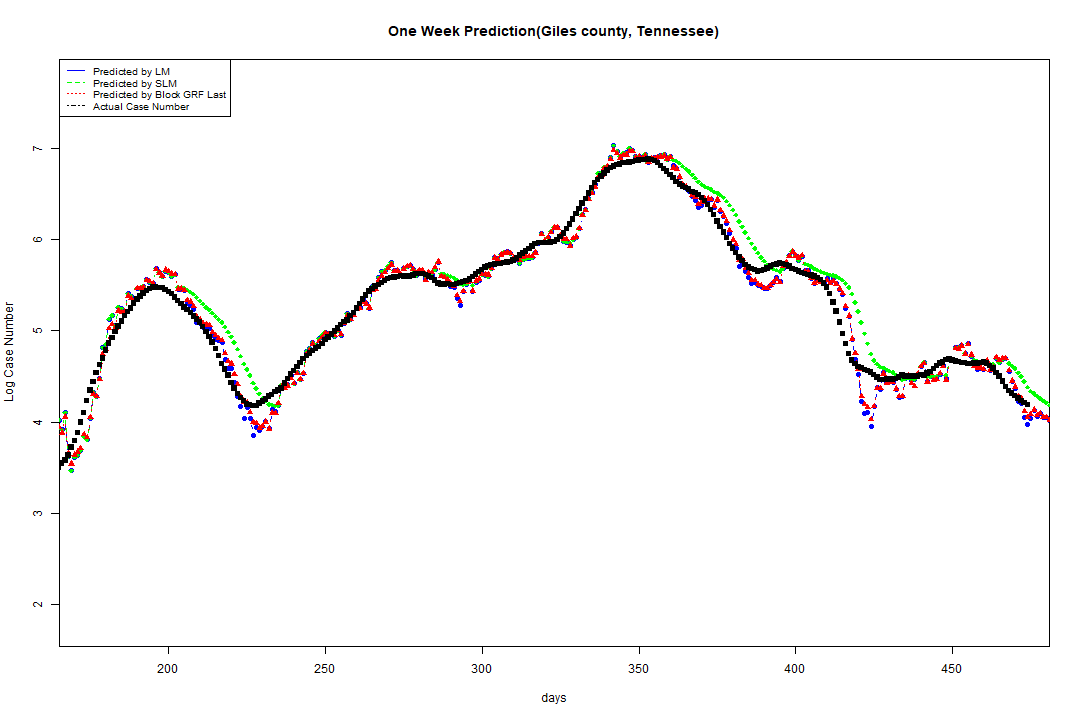 One Week Prediction(Giles county, Tennessee)
Predicted by LM
Predicted by SLM
Predicted by Block GRF Last
Actual Case Number
Log Case Number
7
6
5
4
3
2
200 250 300 350 400 450
days